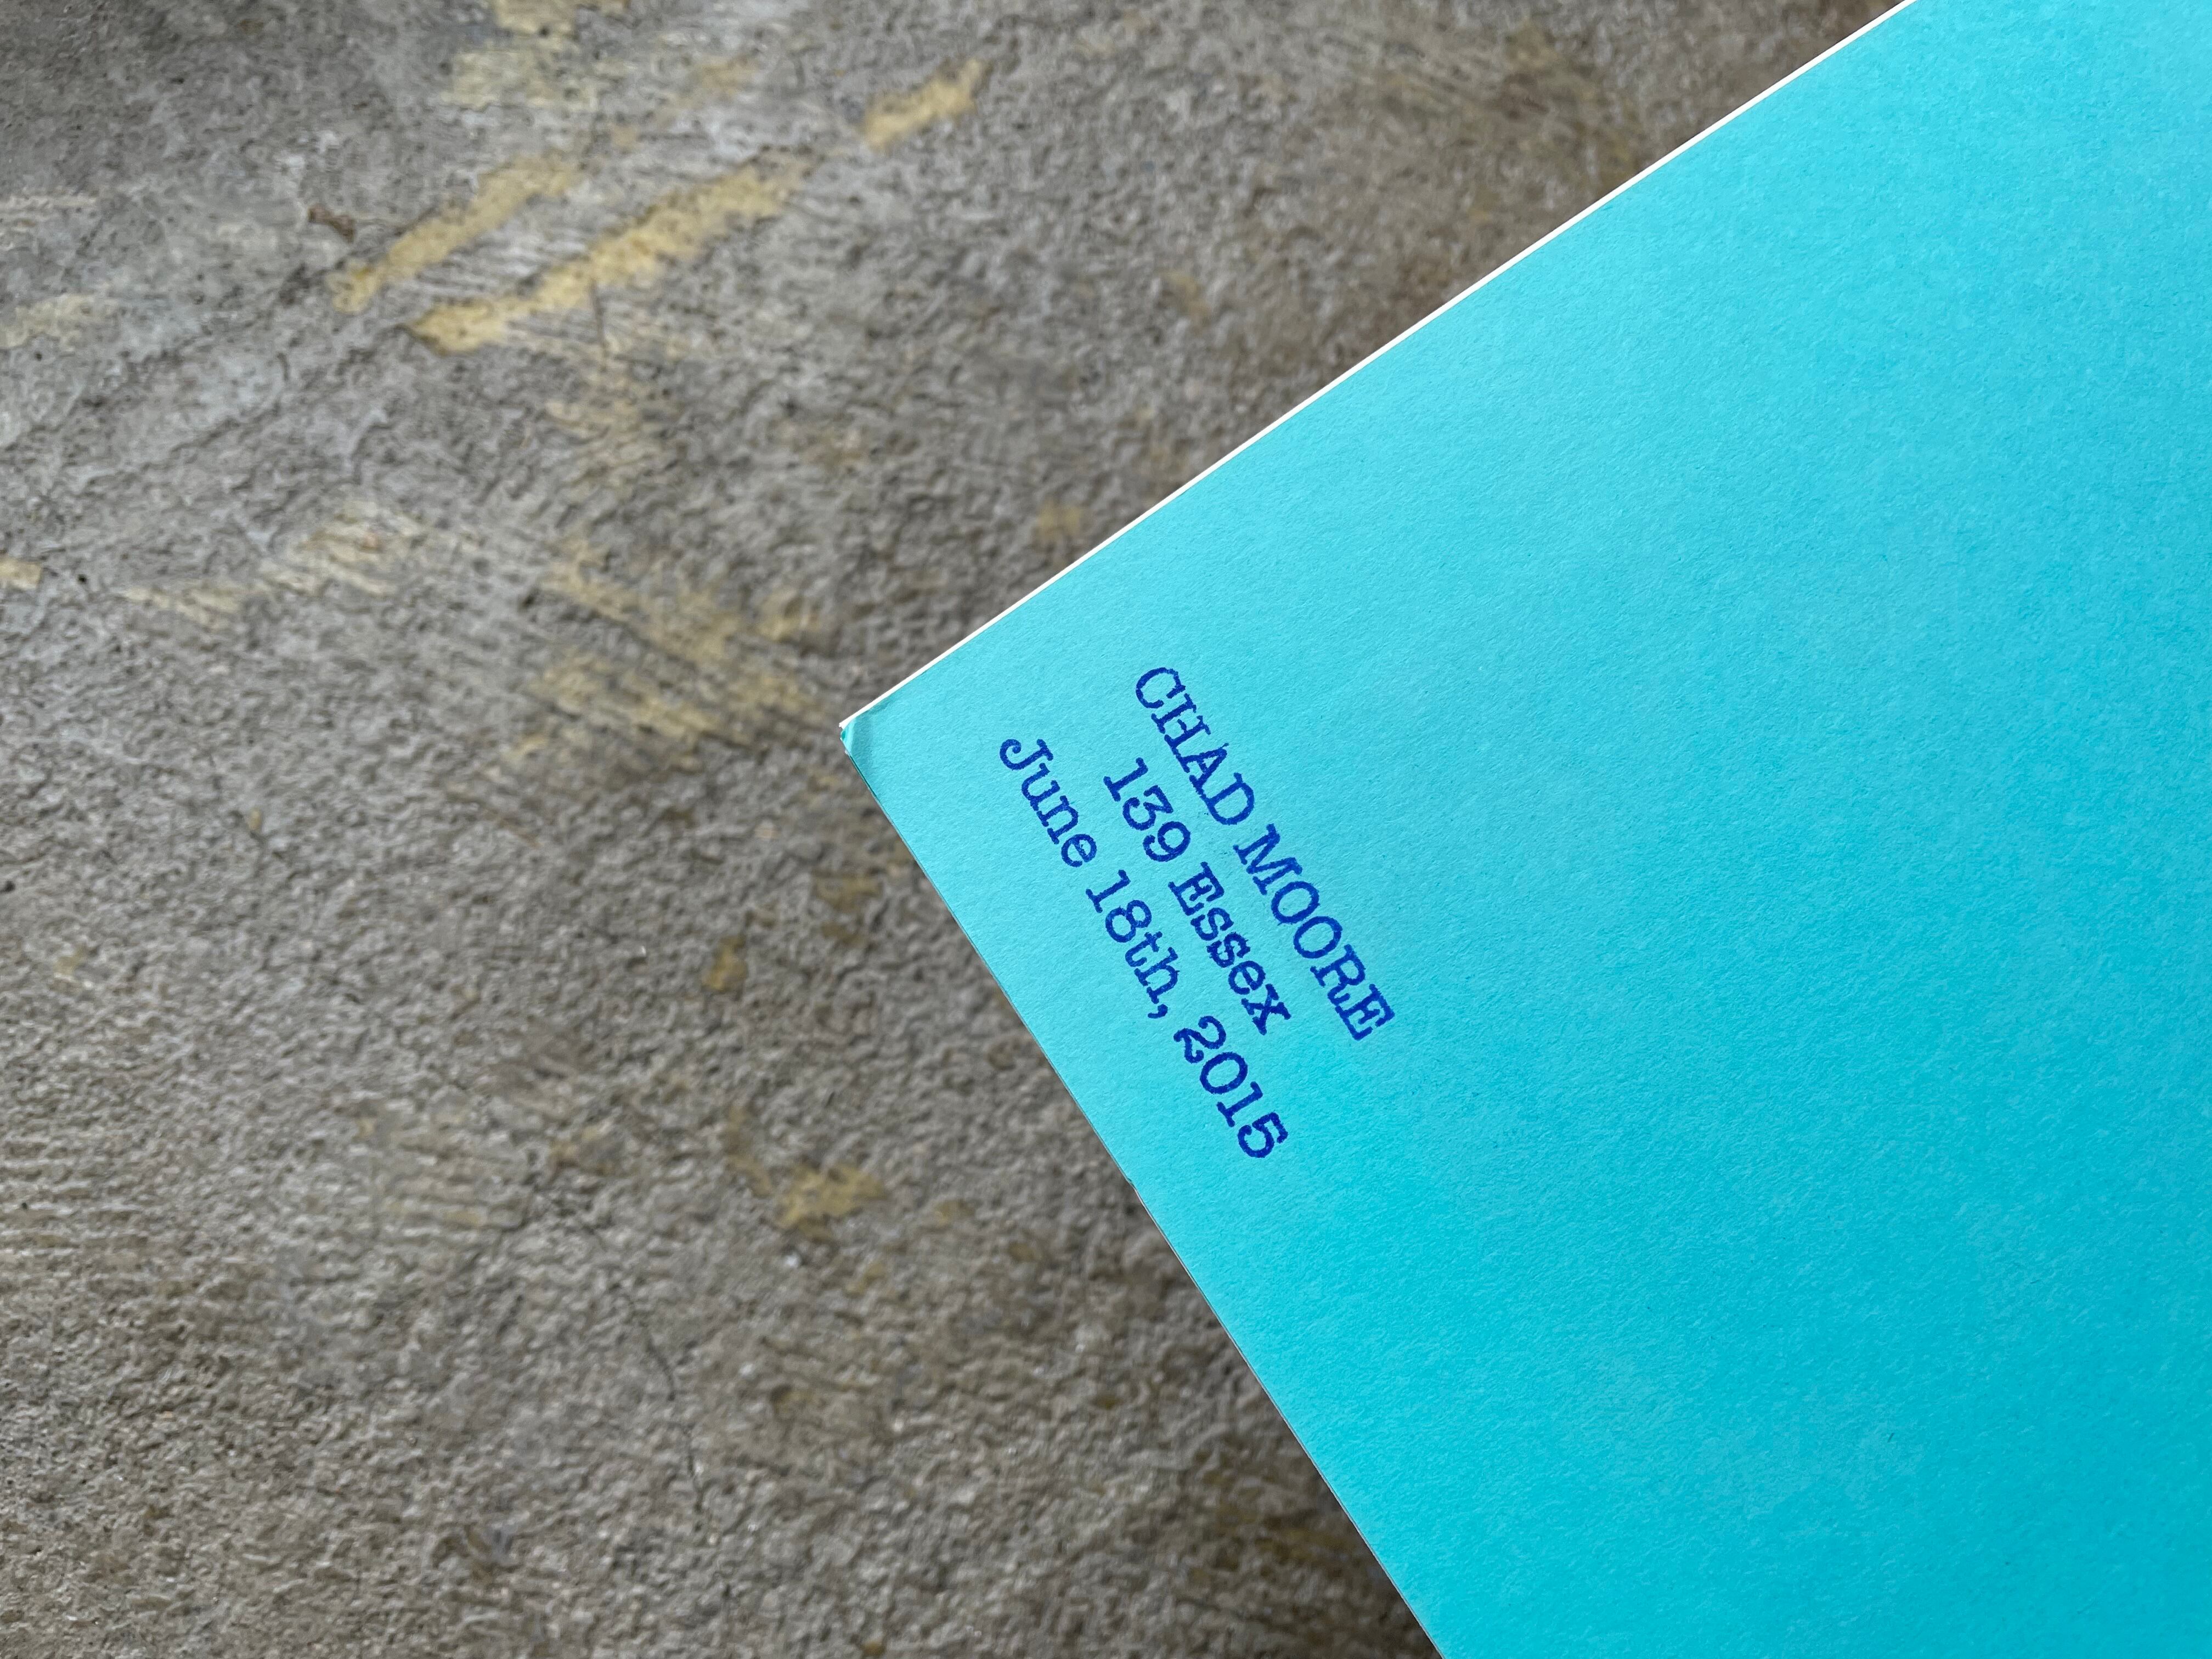 CHAD MOORE
139 Essex
June 18th, 2015